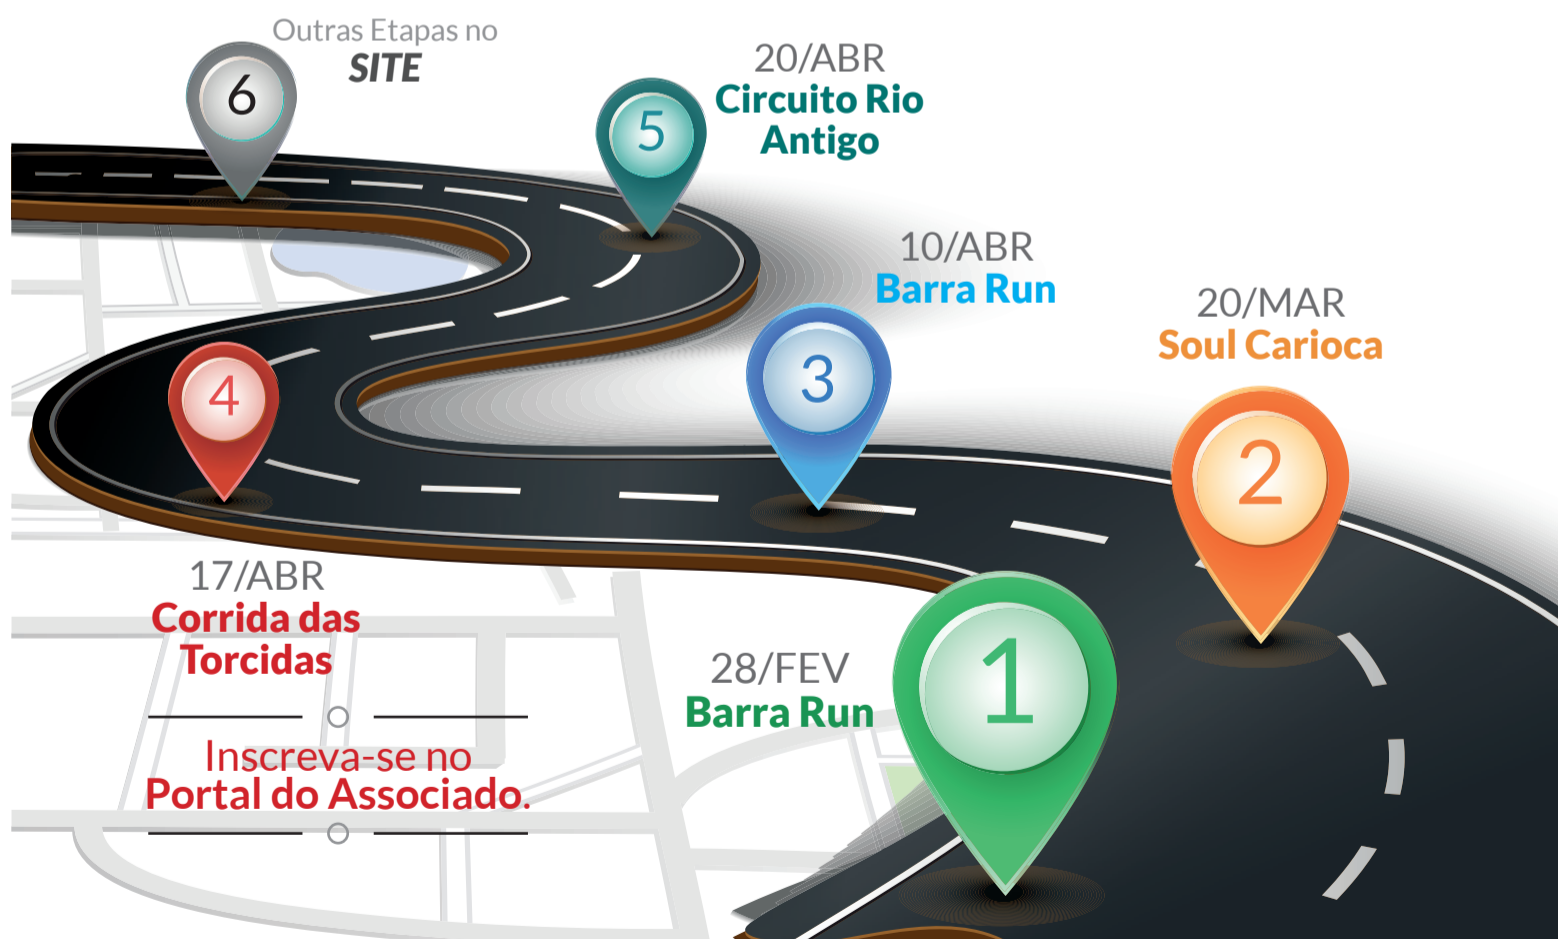 Outras Etapas no
SITE
6
20/ABR
Circuito Rio
Antigo
5
10/ABR
Barra Run
3
20/MAR
Soul Carioca
2
4
17/ABR
Corrida das
Torcidas
28/FEV
Barra Run
1
Inscreva-se no
Portal do Associado.